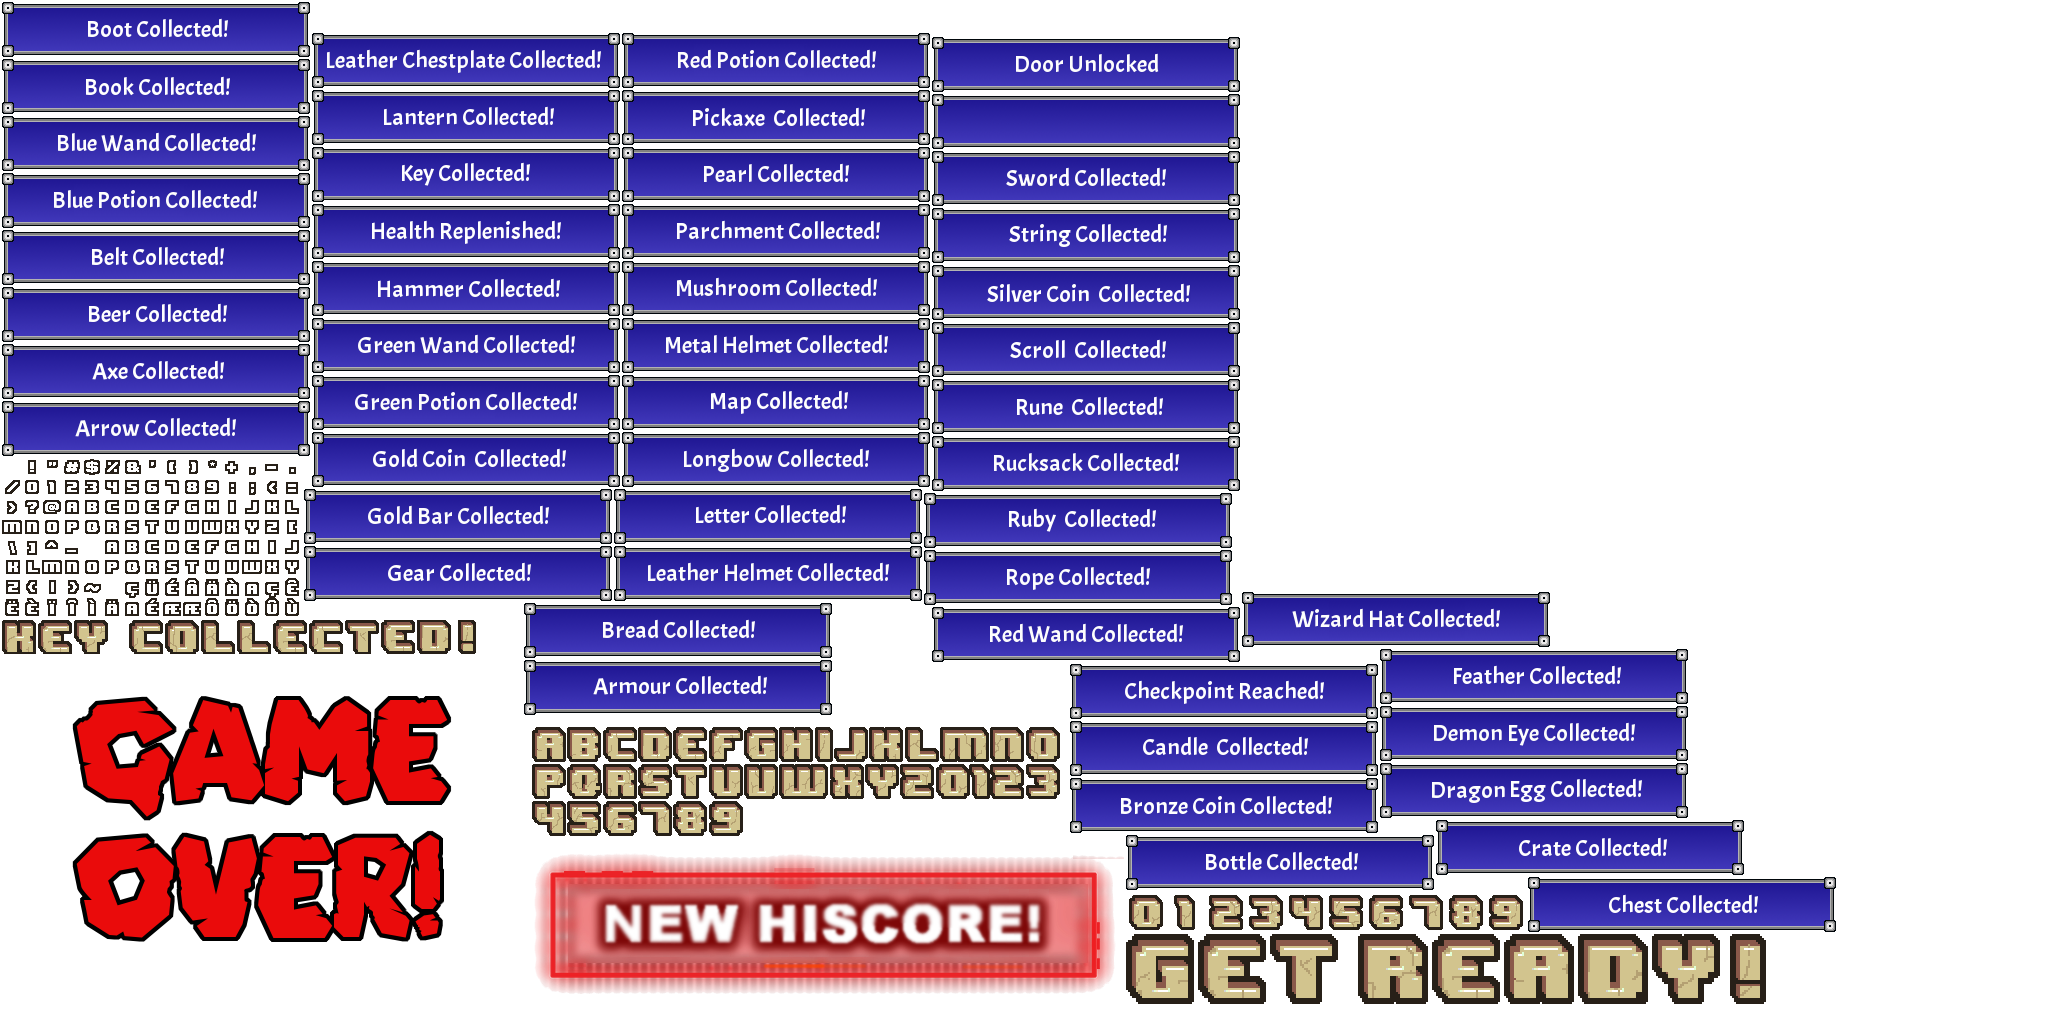 Boot Collected!
Book Collected!
Blue Wand Collected!
Blue Potion Collected!
Belt Collected!
Beer Collected!
Axe Collected!
Arrow Collected!
Leather Chestplate Collected!
Lantern Collected!
Key Collected!
Health Replenished!
Hammer Collected!
Green Wand Collected!
Green Potion Collected!
Gold Coin Collected!
Gold Bar Collected!
Gear Collected!
Red Potion Collected!
Pickaxe Collected!
Pearl Collected!
Parchment Collected!
Mushroom Collected!
Metal Helmet Collected!
Map Collected!
Longbow Collected!
Letter Collected!
Leather Helmet Collected!
Door Unlocked
Sword Collected!
String Collected!
Silver Coin Collected!
Scroll Collected!
Rune Collected!
Rucksack Collected!
Ruby Collected!
Rope Collected!
Red Wand Collected!
Bread Collected!
Armour Collected!
Wizard Hat Collected!
Checkpoint Reached!
Candle Collected!
Bronze Coin Collected!
Bottle Collected!
Feather Collected!
Demon Eye Collected!
Dragon Egg Collected!
Crate Collected!
Chest Collected!
/0123456789:;<=
>?@ABCDEFGHIJKL
MNOPQRSTUVWXYZ[
ABCDEFGHIJ
KLMNOPQRSTUVWXY
KEY COLLECTED!
GAME
OVER!
ABCDEFGHIJKLMNO
PQRSTUVWXYZ0123
456789
NEW HISCORE!
0123456789
GET READY!